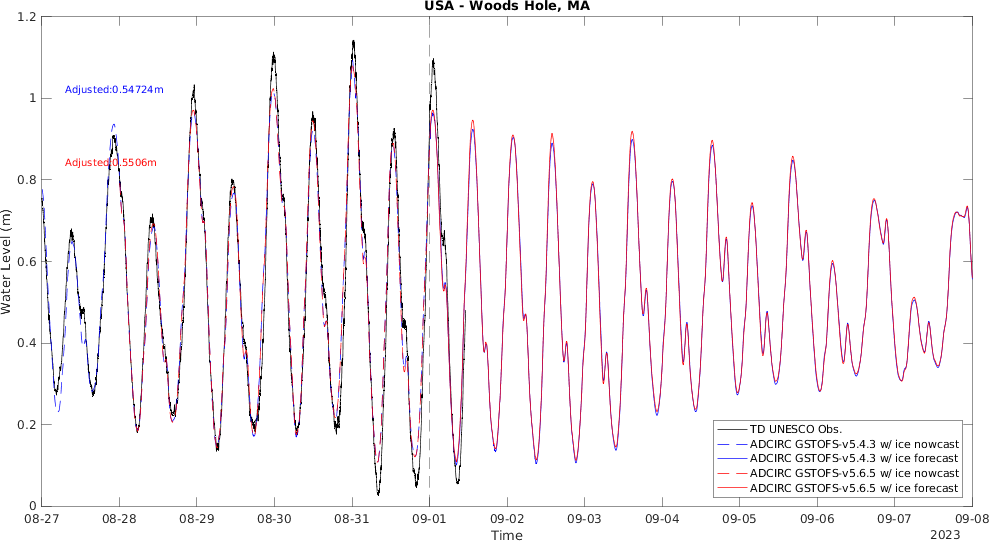 USA - Woods Hole, MA
1.2
1
0.8
0.6
0.4
0.2
0
Water Level (m)
Adjusted:0.54724m
Adjusted:0.5506m
TD UNESCO Obs.
ADCIRC GSTOFS-v5.4.3 w/ ice nowcast
ADCIRC GSTOFS-v5.4.3 w/ ice forecast
ADCIRC GSTOFS-v5.6.5 w/ ice nowcast
ADCIRC GSTOFS-v5.6.5 w/ ice forecast
08-27 08-28 08-29 08-30 08-31 09-01 09-02 09-03 09-04 09-05 09-06 09-07 09-08
Time
2023